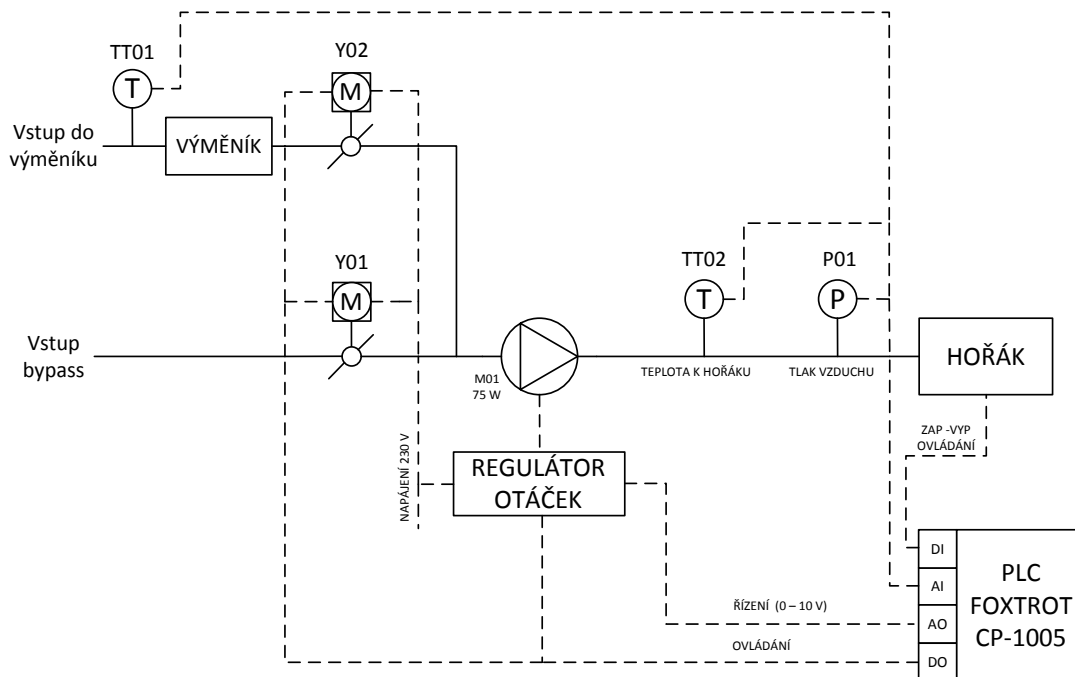 TT01
T
Vstup do
výměníku
VÝMĚNÍK
Y02
M
Y01
M
Vstup
bypass
M01
75 W
TT02
T
P01
P
TEPLOTA K HOŘÁKU
TLAK VZDUCHU
HOŘÁK
ZAP -VYP
OVLÁDÁNÍ
NAPÁJENÍ 230 V
REGULÁTOR
OTÁČEK
ŘÍZENÍ (0 – 10 V)
OVLÁDÁNÍ
DI
AI
AO
DO
PLC
FOXTROT
CP-1005